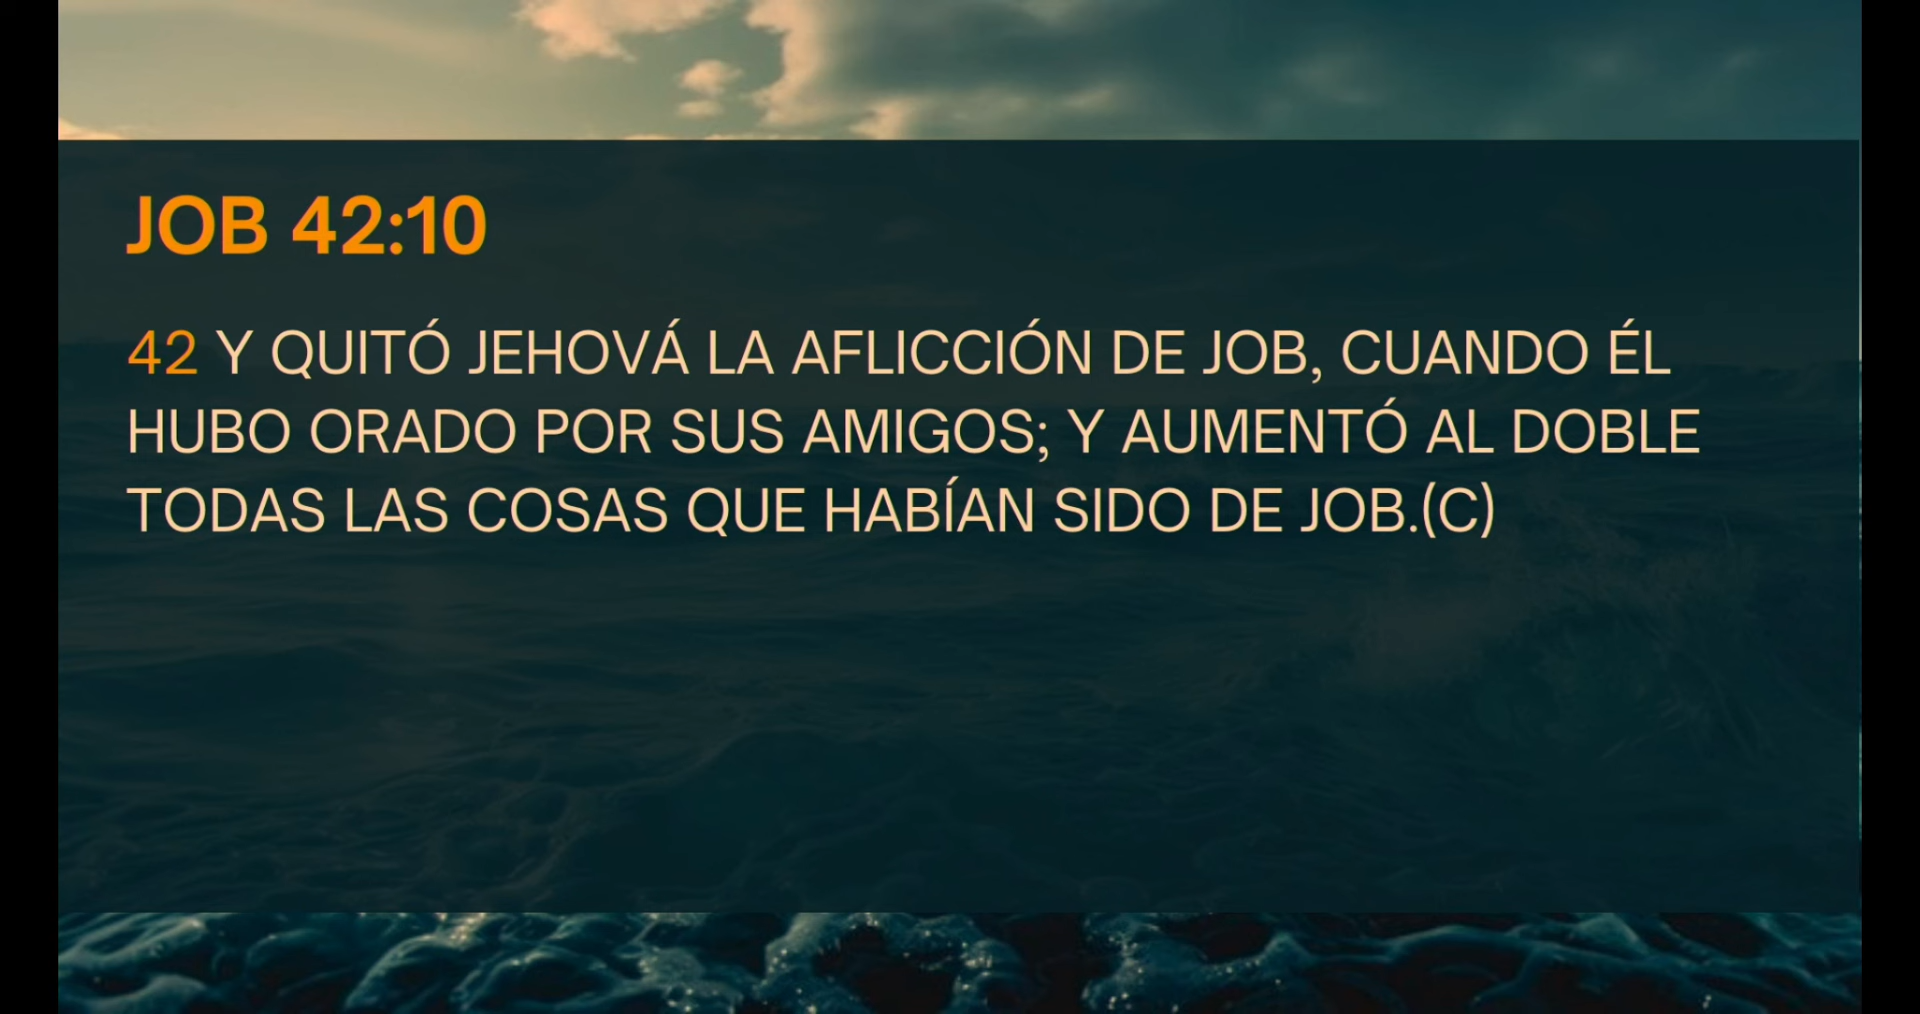 JOB 42:10
42 Y QUITÓ JEHOVÁ LA AFLICCIÓN DE JOB, CUANDO ÉL
HUBO ORADO POR SUS AMIGOS; Y AUMENTÓ AL DOBLE
TODAS LAS COSAS QUE HABÍAN SIDO DE JOB.(C)